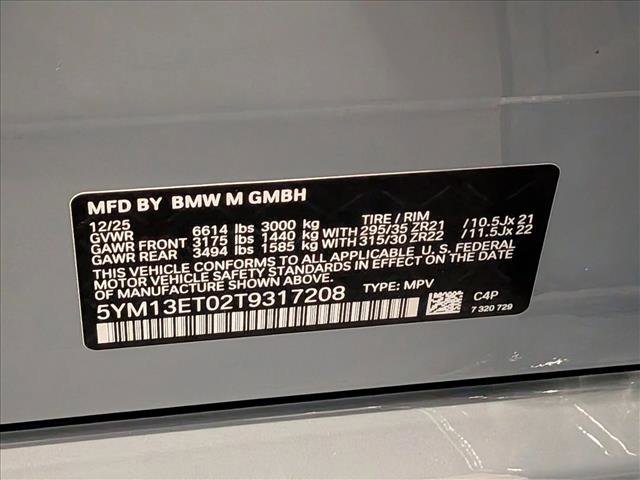 MFD BY BMW M GMBH
12/25
GVWR 6614 lbs 3000 kg TIRE / RIM
GAWR FRONT 3175 lbs 1440 kg WITH 295/35 ZR21 /10.5Jx 21
GAWR REAR 3494 lbs 1585 kg WITH 315/30 ZR22 /11.5Jx 22
THIS VEHICLE CONFORMS TO ALL APPLICABLE U.S. FEDERAL
MOTOR VEHICLE SAFETY STANDARDS IN EFFECT ON THE DATE
OF MANUFACTURE SHOWN ABOVE.
5YM13ET02T9317208 TYPE: MPV
C4P
7 320 729